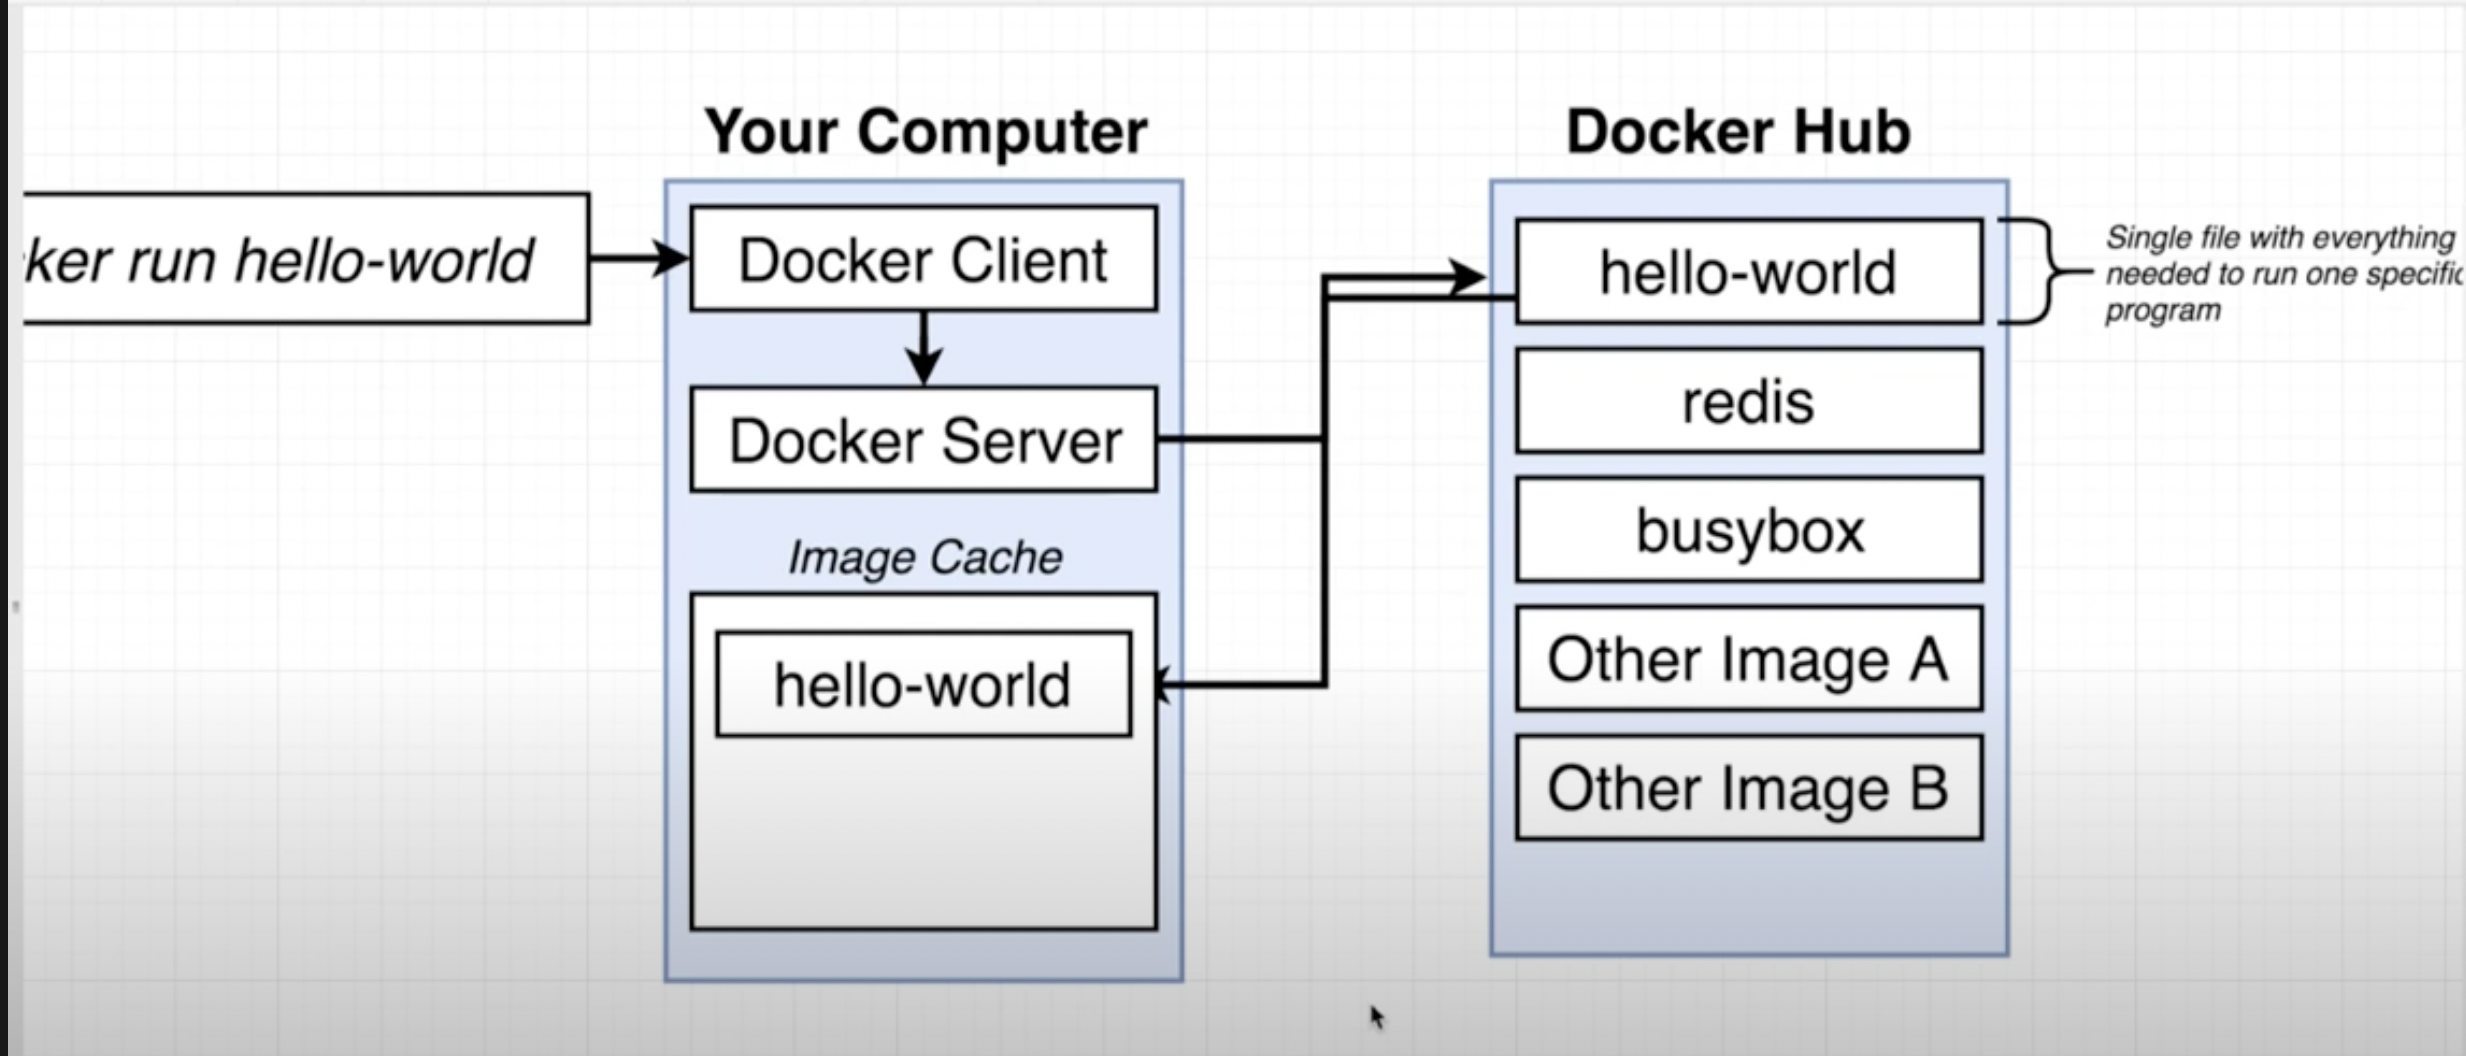 Your Computer
Docker Hub
ker run hello-world
Docker Client
Docker Server
Image Cache
hello-world
hello-world
redis
busybox
Other Image A
Other Image B
Single file with everything
needed to run one specific
program